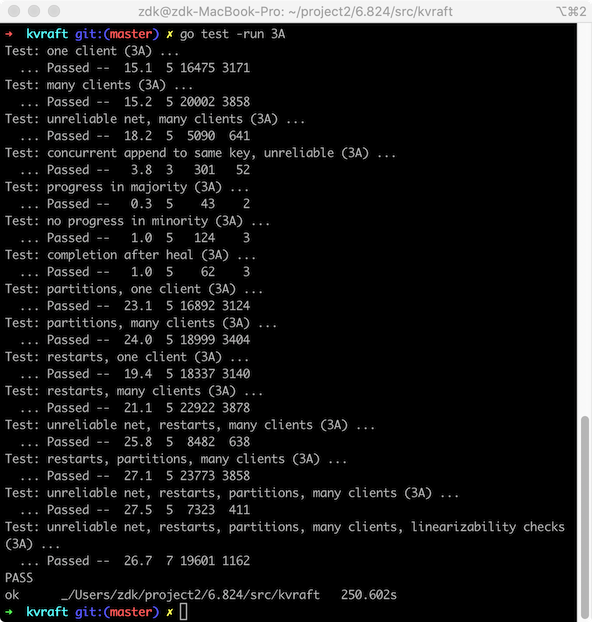 zdk@zdk-MacBook-Pro: ~/project2/6.824/src/kvraft ⌥⌘2
➜  kvraft git:(master) ✗ go test -run 3A
Test: one client (3A) ...
  ... Passed --  15.1  5 16475 3171
Test: many clients (3A) ...
  ... Passed --  15.2  5 20002 3858
Test: unreliable net, many clients (3A) ...
  ... Passed --  18.2  5  5090  641
Test: concurrent append to same key, unreliable (3A) ...
  ... Passed --   3.8  3   301   52
Test: progress in majority (3A) ...
  ... Passed --   0.3  5    43    2
Test: no progress in minority (3A) ...
  ... Passed --   1.0  5   124    3
Test: completion after heal (3A) ...
  ... Passed --   1.0  5    62    3
Test: partitions, one client (3A) ...
  ... Passed --  23.1  5 16892 3124
Test: partitions, many clients (3A) ...
  ... Passed --  24.0  5 18999 3404
Test: restarts, one client (3A) ...
  ... Passed --  19.4  5 18337 3140
Test: restarts, many clients (3A) ...
  ... Passed --  21.1  5 22922 3878
Test: unreliable net, restarts, many clients (3A) ...
  ... Passed --  25.8  5  8482  638
Test: restarts, partitions, many clients (3A) ...
  ... Passed --  27.1  5 23773 3858
Test: unreliable net, restarts, partitions, many clients (3A) ...
  ... Passed --  27.5  5  7323  411
Test: unreliable net, restarts, partitions, many clients, linearizability checks
(3A) ...
  ... Passed --  26.7  7 19601 1162
PASS
ok      _/Users/zdk/project2/6.824/src/kvraft   250.602s
➜  kvraft git:(master) ✗